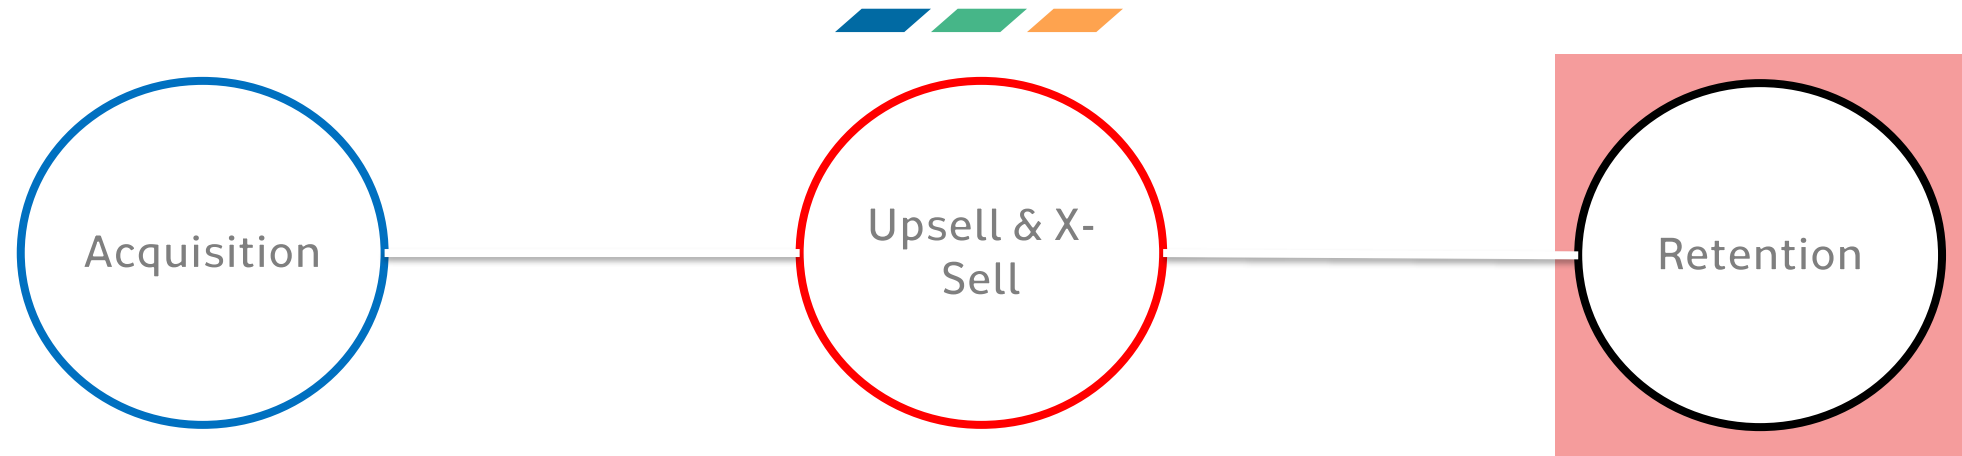 Acquisition
Upsell & X-
Sell
Retention